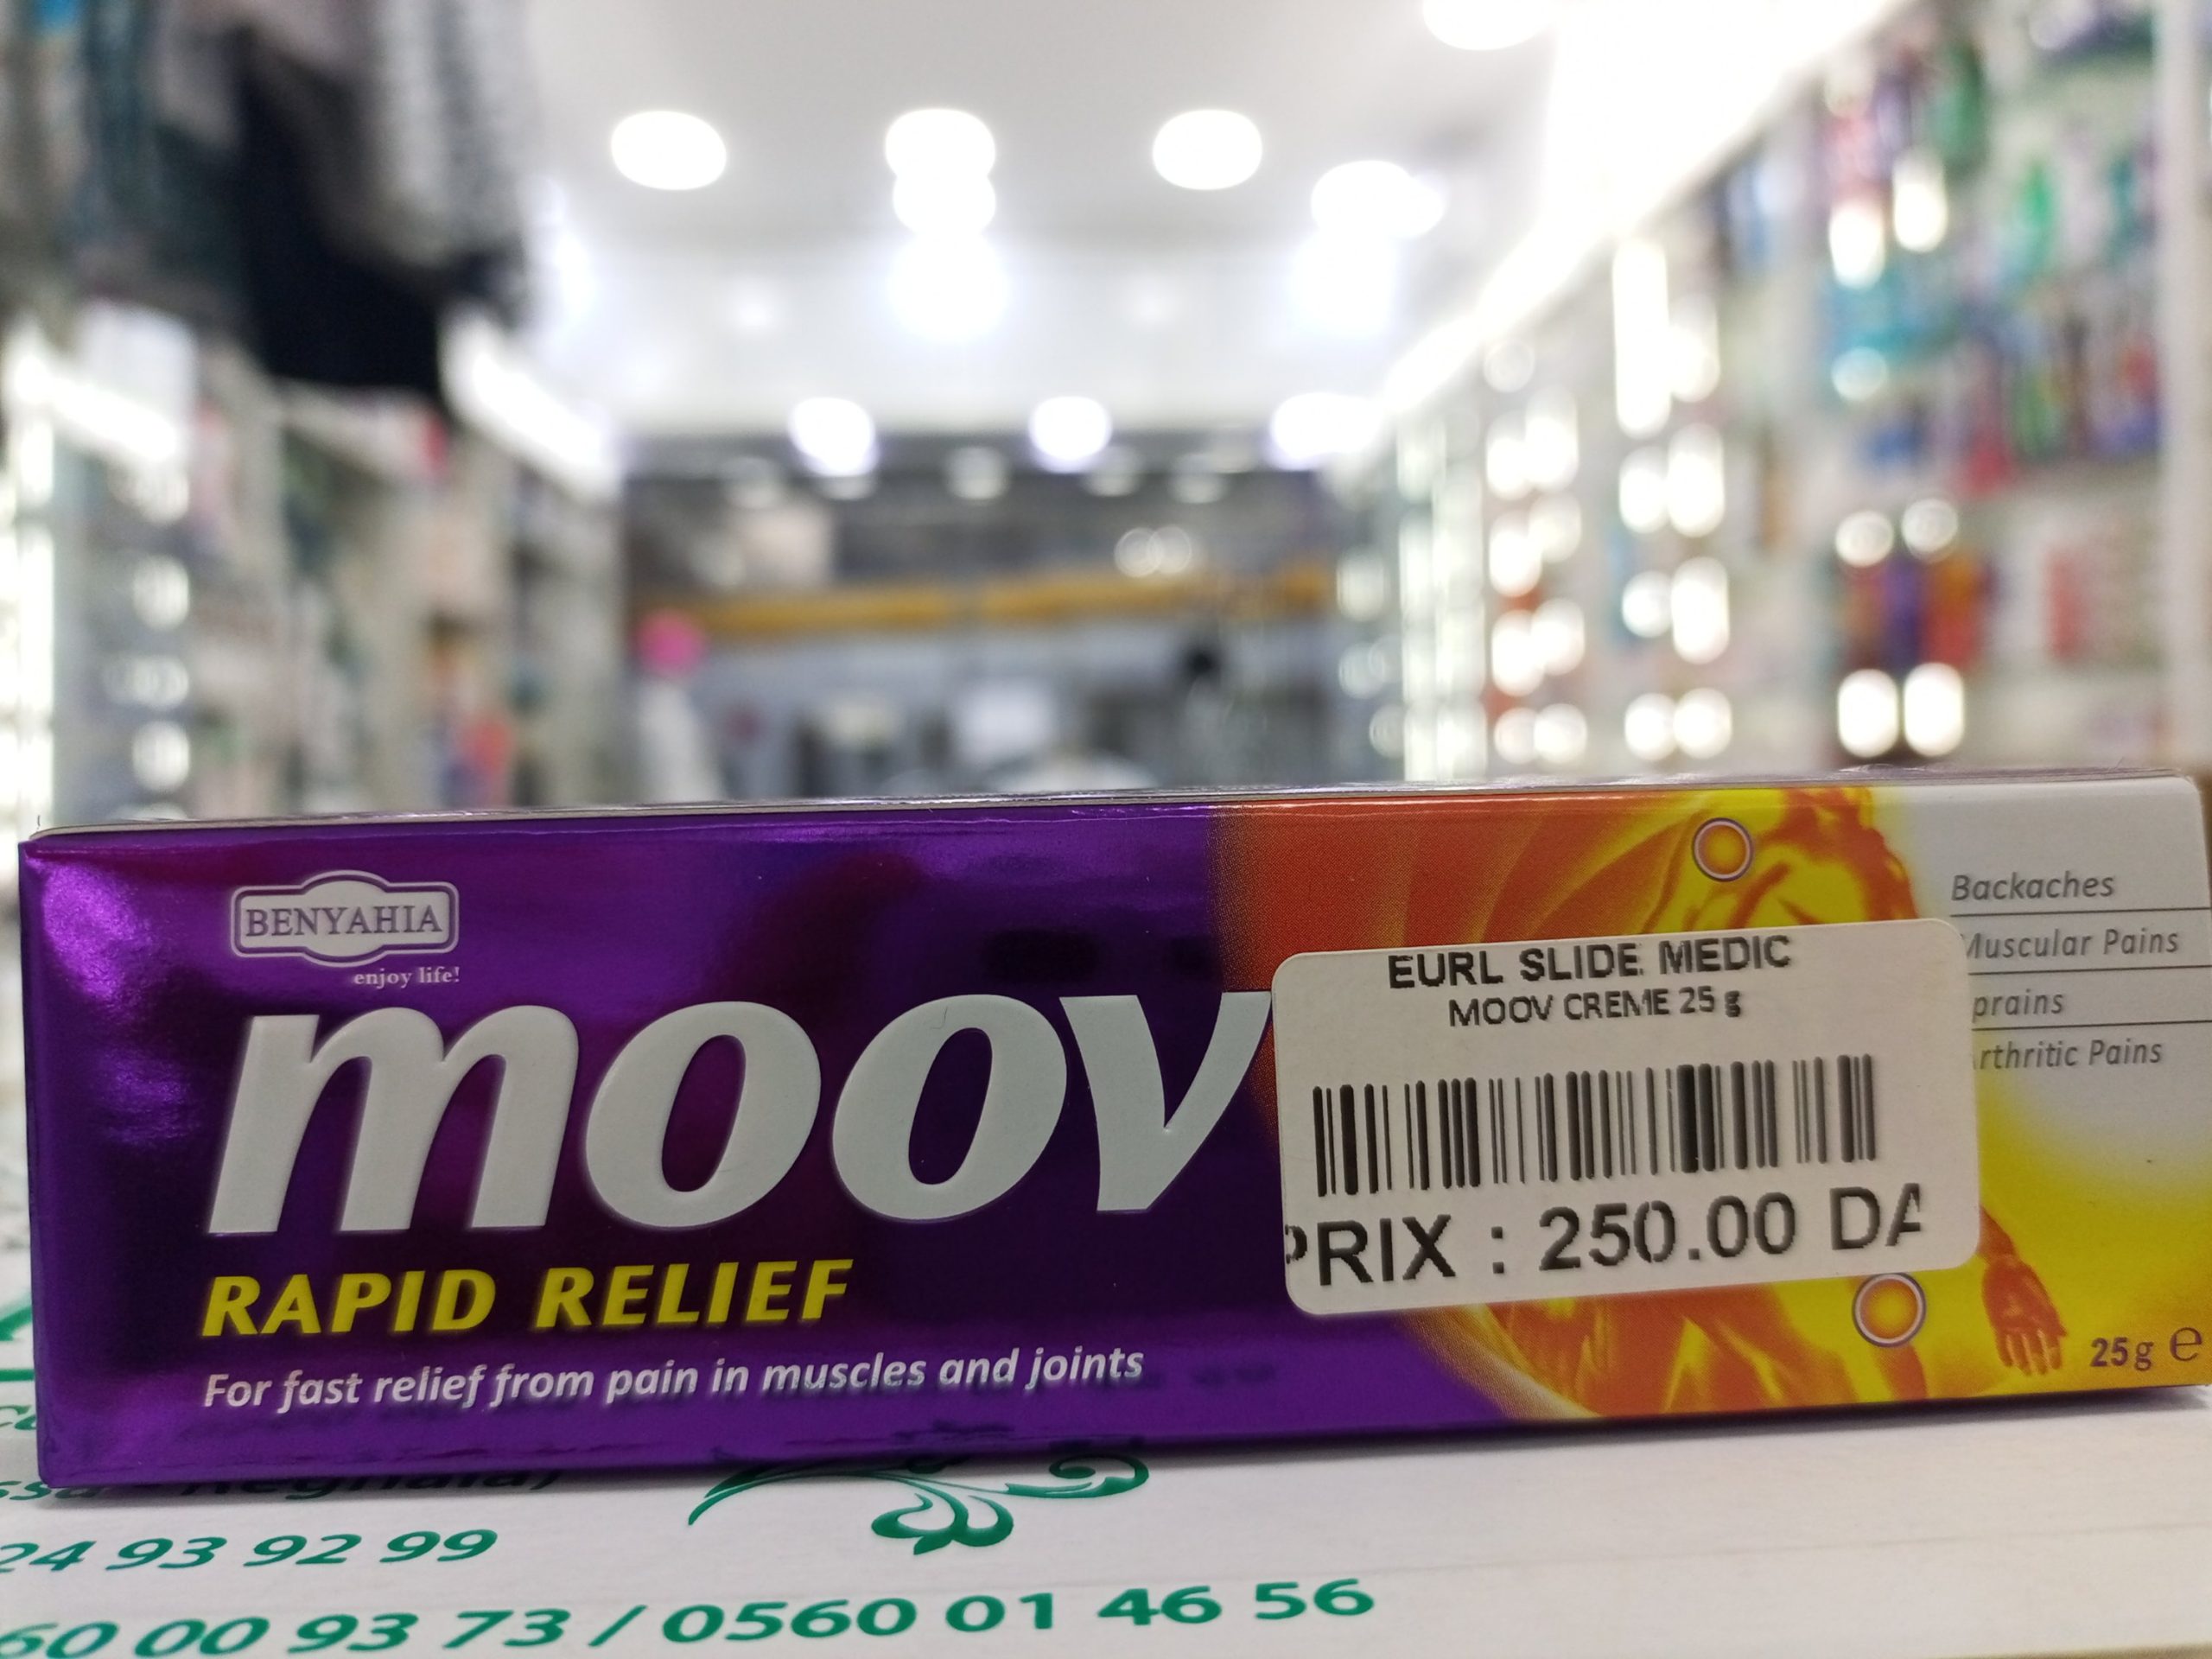 BENYAHIA
enjoy life!
moov
RAPID RELIEF
For fast relief from pain in muscles and joints
EURL SLIDE MEDIC
MOOV CREME 25 g
PRIX : 250.00 DA
Backaches
Muscular Pains
prains
rthritic Pains
25g e
24 93 92 99
60 00 93 73 / 0560 01 46 56